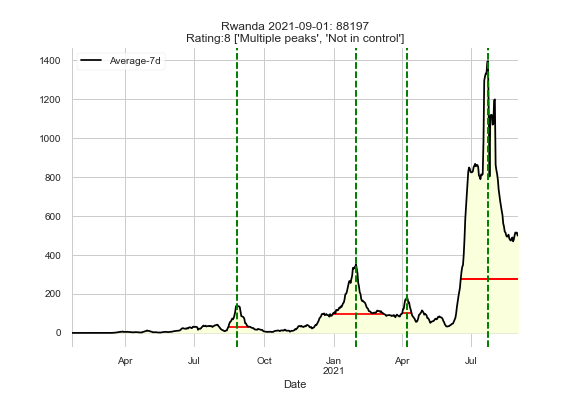 Rwanda 2021-09-01: 88197
Rating:8 ['Multiple peaks', 'Not in control']
Average-7d
1400
1200
1000
800
600
400
200
0
Apr
Jul
Oct
Jan
2021
Apr
Jul
Date